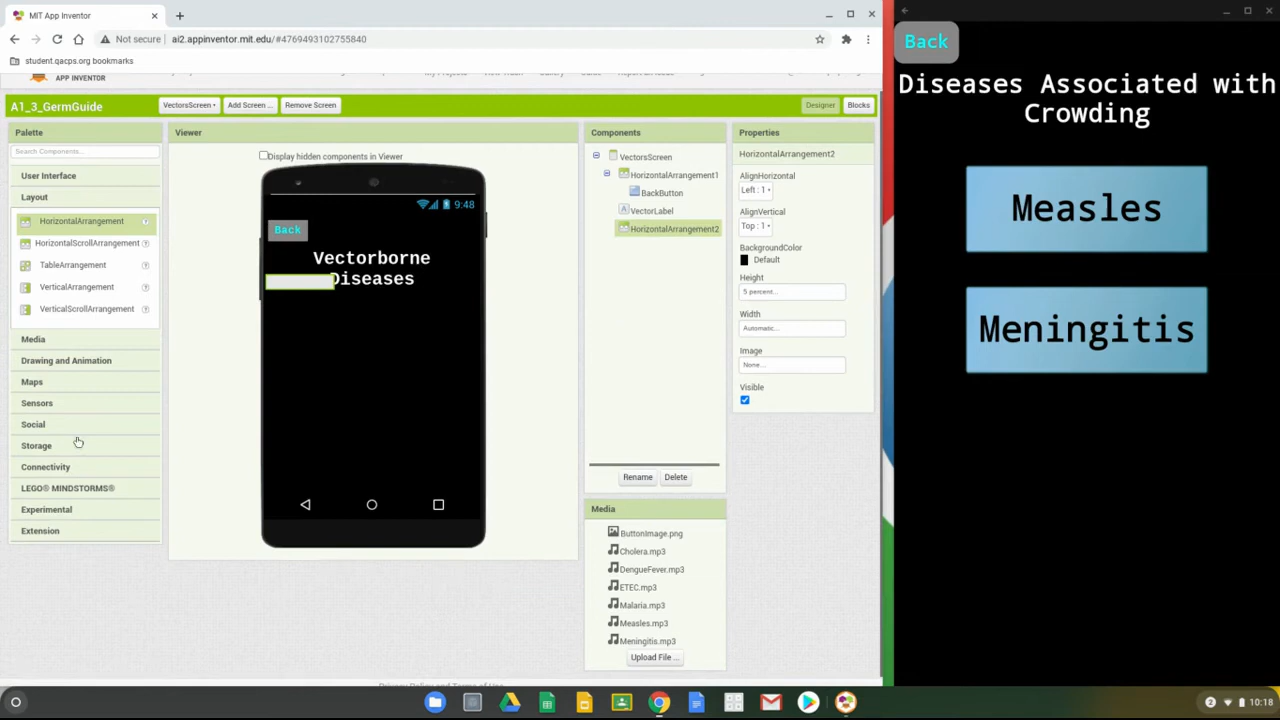 MIT App Inventor
Not secure
ai2.appinventor.mit.edu/#4769493102755840
student.qacps.org bookmarks
APP INVENTOR
A1_3_GermGuide
VectorsScreen
Add Screen ...
Remove Screen
Designer
Blocks
Palette
Search Components...
User Interface
Layout
HorizontalArrangement
HorizontalScrollArrangement
TableArrangement
VerticalArrangement
VerticalScrollArrangement
Media
Drawing and Animation
Maps
Sensors
Social
Storage
Connectivity
LEGO® MINDSTORMS®
Experimental
Extension
Viewer
Display hidden components in Viewer
9:48
Back
Vectorborne
Diseases
Components
VectorsScreen
HorizontalArrangement1
BackButton
VectorLabel
HorizontalArrangement2
Rename
Delete
Media
ButtonImage.png
Cholera.mp3
DengueFever.mp3
ETEC.mp3
Malaria.mp3
Measles.mp3
Meningitis.mp3
Upload File ...
Properties
HorizontalArrangement2
AlignHorizontal
Left : 1
AlignVertical
Top : 1
BackgroundColor
Default
Height
5 percent...
Width
Automatic...
Image
None...
Visible
Back
Diseases Associated with
Crowding
Measles
Meningitis
2
10:18